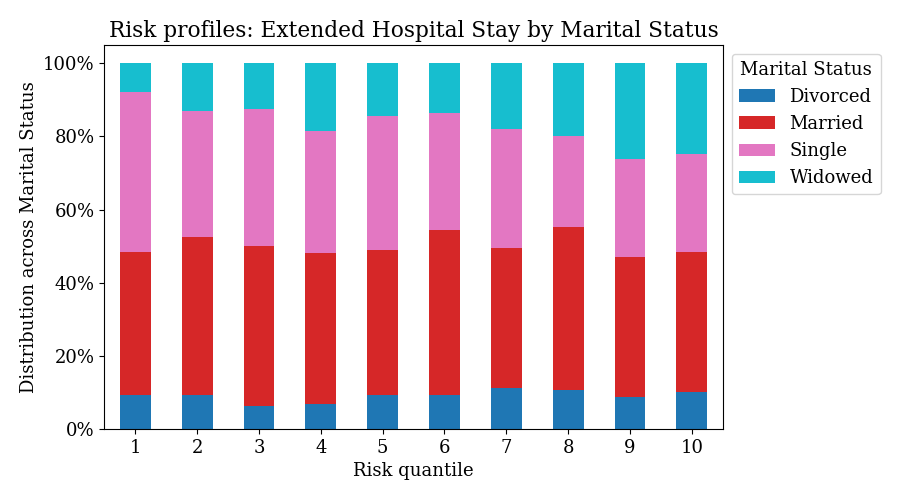 Risk profiles: Extended Hospital Stay by Marital Status
Distribution across Marital Status
100%
80%
60%
40%
20%
0%
1 2 3 4 5 6 7 8 9 10
Risk quantile
Marital Status
Divorced
Married
Single
Widowed